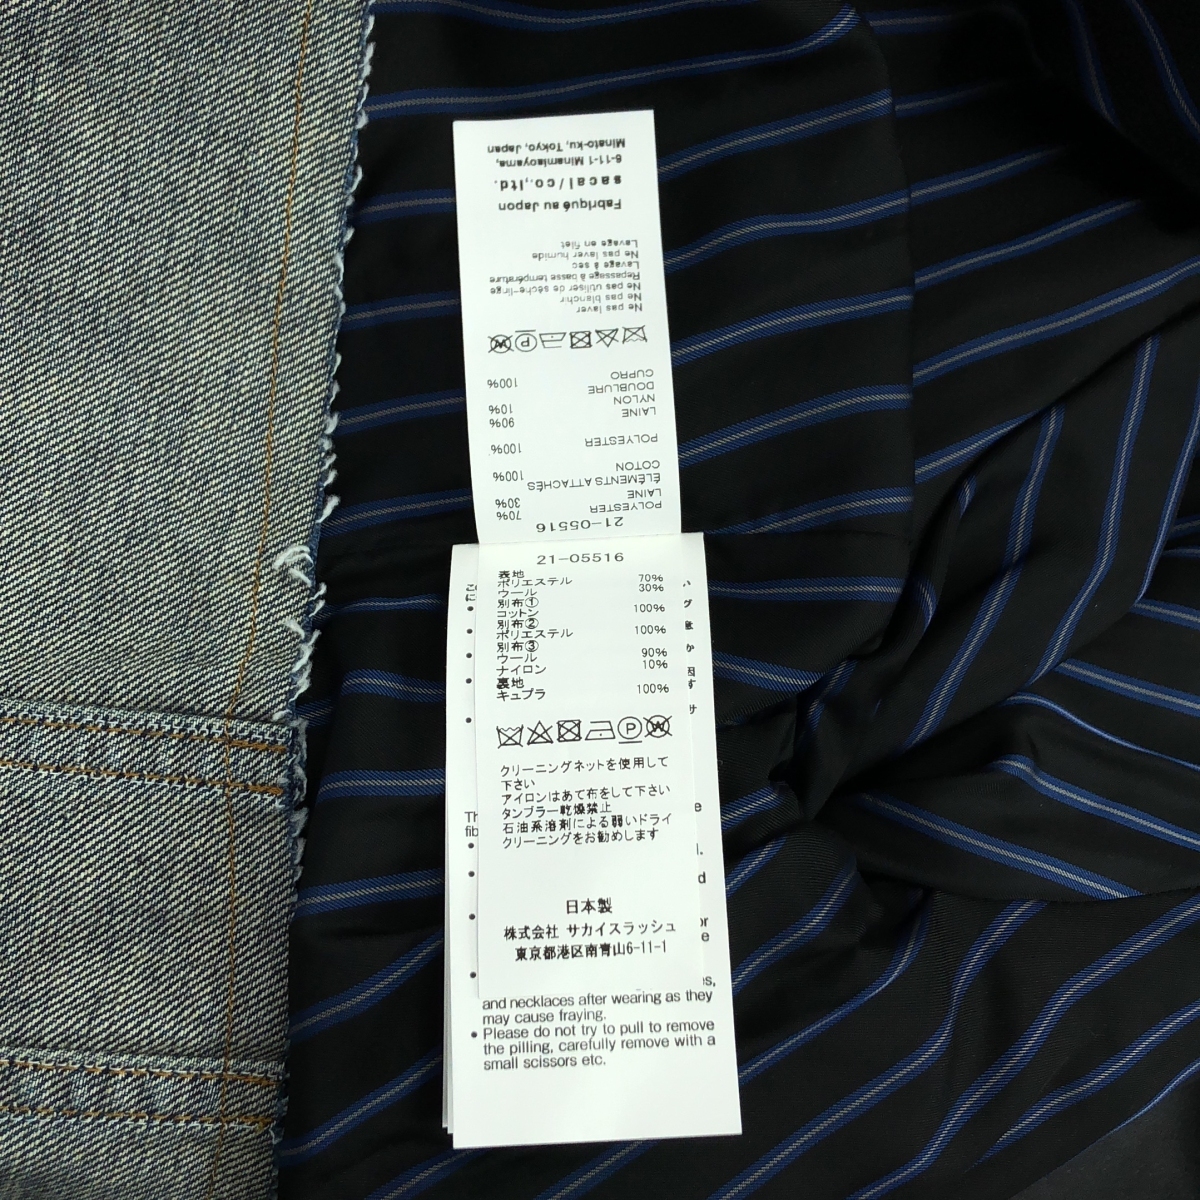 Minato-ku, Tokyo, Japan
6-11-1 Minamiaoyama,
sacai/co.,ltd.
Fabriqué au Japon
Lavage en filet
Ne pas laver humide
Lavage à sec
Repassage à basse température
Ne pas utiliser de sèche-linge
Ne pas blanchir
Ne pas laver
CUPRO 100%
DOUBLURE
NYLON 10%
LAINE 90%
POLYESTER 100%
COTON 100%
ÉLÉMENTS ATTACHÉS
LAINE 30%
POLYESTER 70%
21-05516
21-05516
表地
ポリエステル 70%
ウール 30%
別布①
コットン 100%
別布②
ポリエステル 100%
別布③
ウール 90%
ナイロン 10%
裏地
キュプラ 100%
クリーニングネットを使用して
下さい
アイロンはあて布をして下さい
タンブラー乾燥禁止
石油系溶剤による弱いドライ
クリーニングをお勧めします
日本製
株式会社 サカイスラッシュ
東京都港区南青山6-11-1
and necklaces after wearing as they
may cause fraying.
• Please do not try to pull to remove
the pilling, carefully remove with a
small scissors etc.